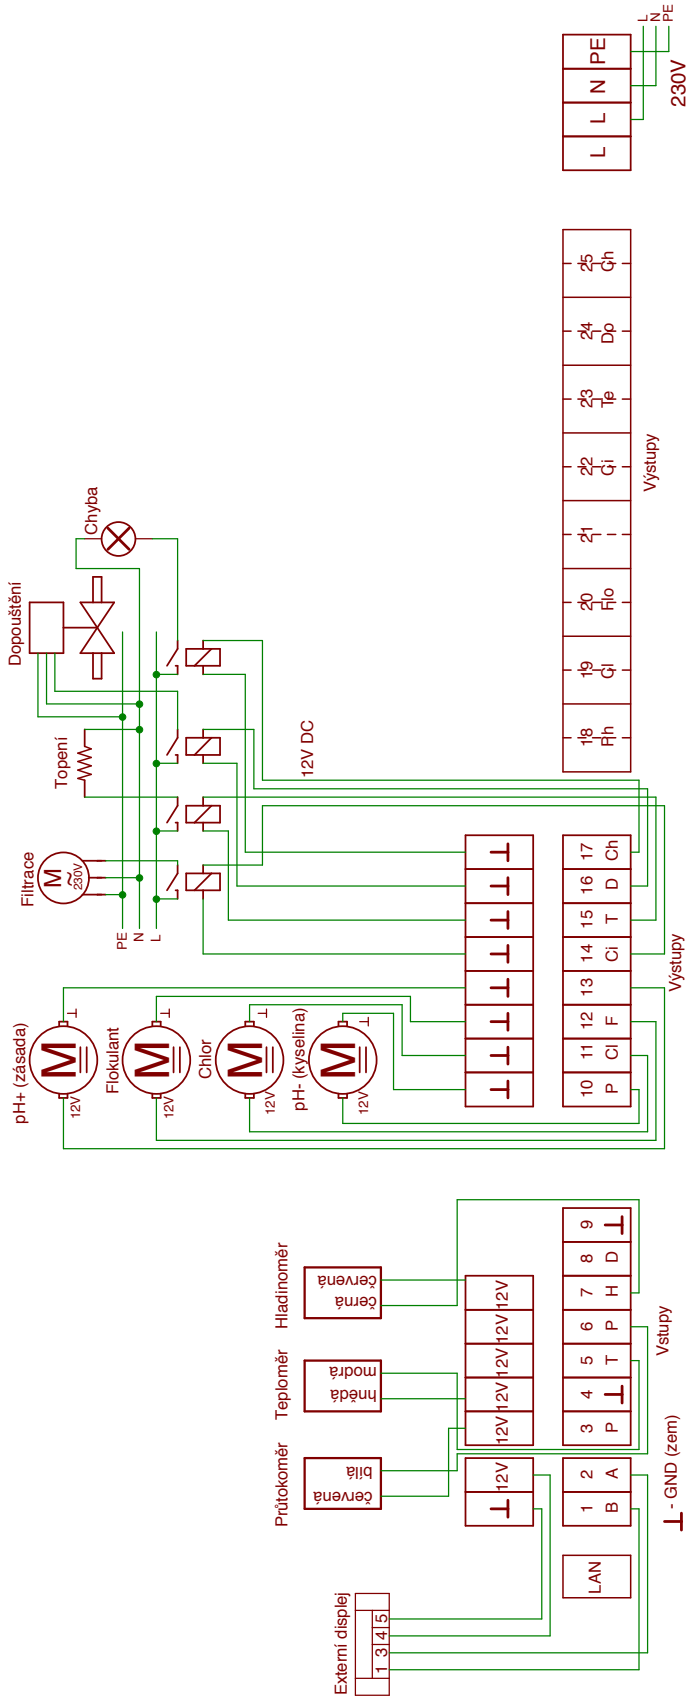 Externí displej
1 3 4 5
Průtokoměr
červená
bílá
Teploměr
hnědá
modrá
Hladinoměr
černá
červená
⊥ 12V
12V 12V 12V 12V 12V
LAN
1 B
2 A
3 P
4 ⊥
5 T
6 P
7 H
8 D
9 ⊥
Vstupy
⊥ - GND (zem)
pH+ (zásada)
12V M ⊥
Flokulant
12V M ⊥
Chlor
12V M ⊥
pH- (kyselina)
12V M ⊥
⊥ ⊥ ⊥ ⊥ ⊥ ⊥ ⊥ ⊥
10 P
11 Cl
12 F
13
14 Ci
15 T
16 D
17 Ch
Výstupy
Filtrace
M
~
230V
Topení
Dopouštění
Chyba
PE
N
L
12V DC
18 Rh
19 Cl
20 Flo
21
22 Ci
23 Te
24 Do
25 Ch
Výstupy
L L N PE
L
N
PE
230V